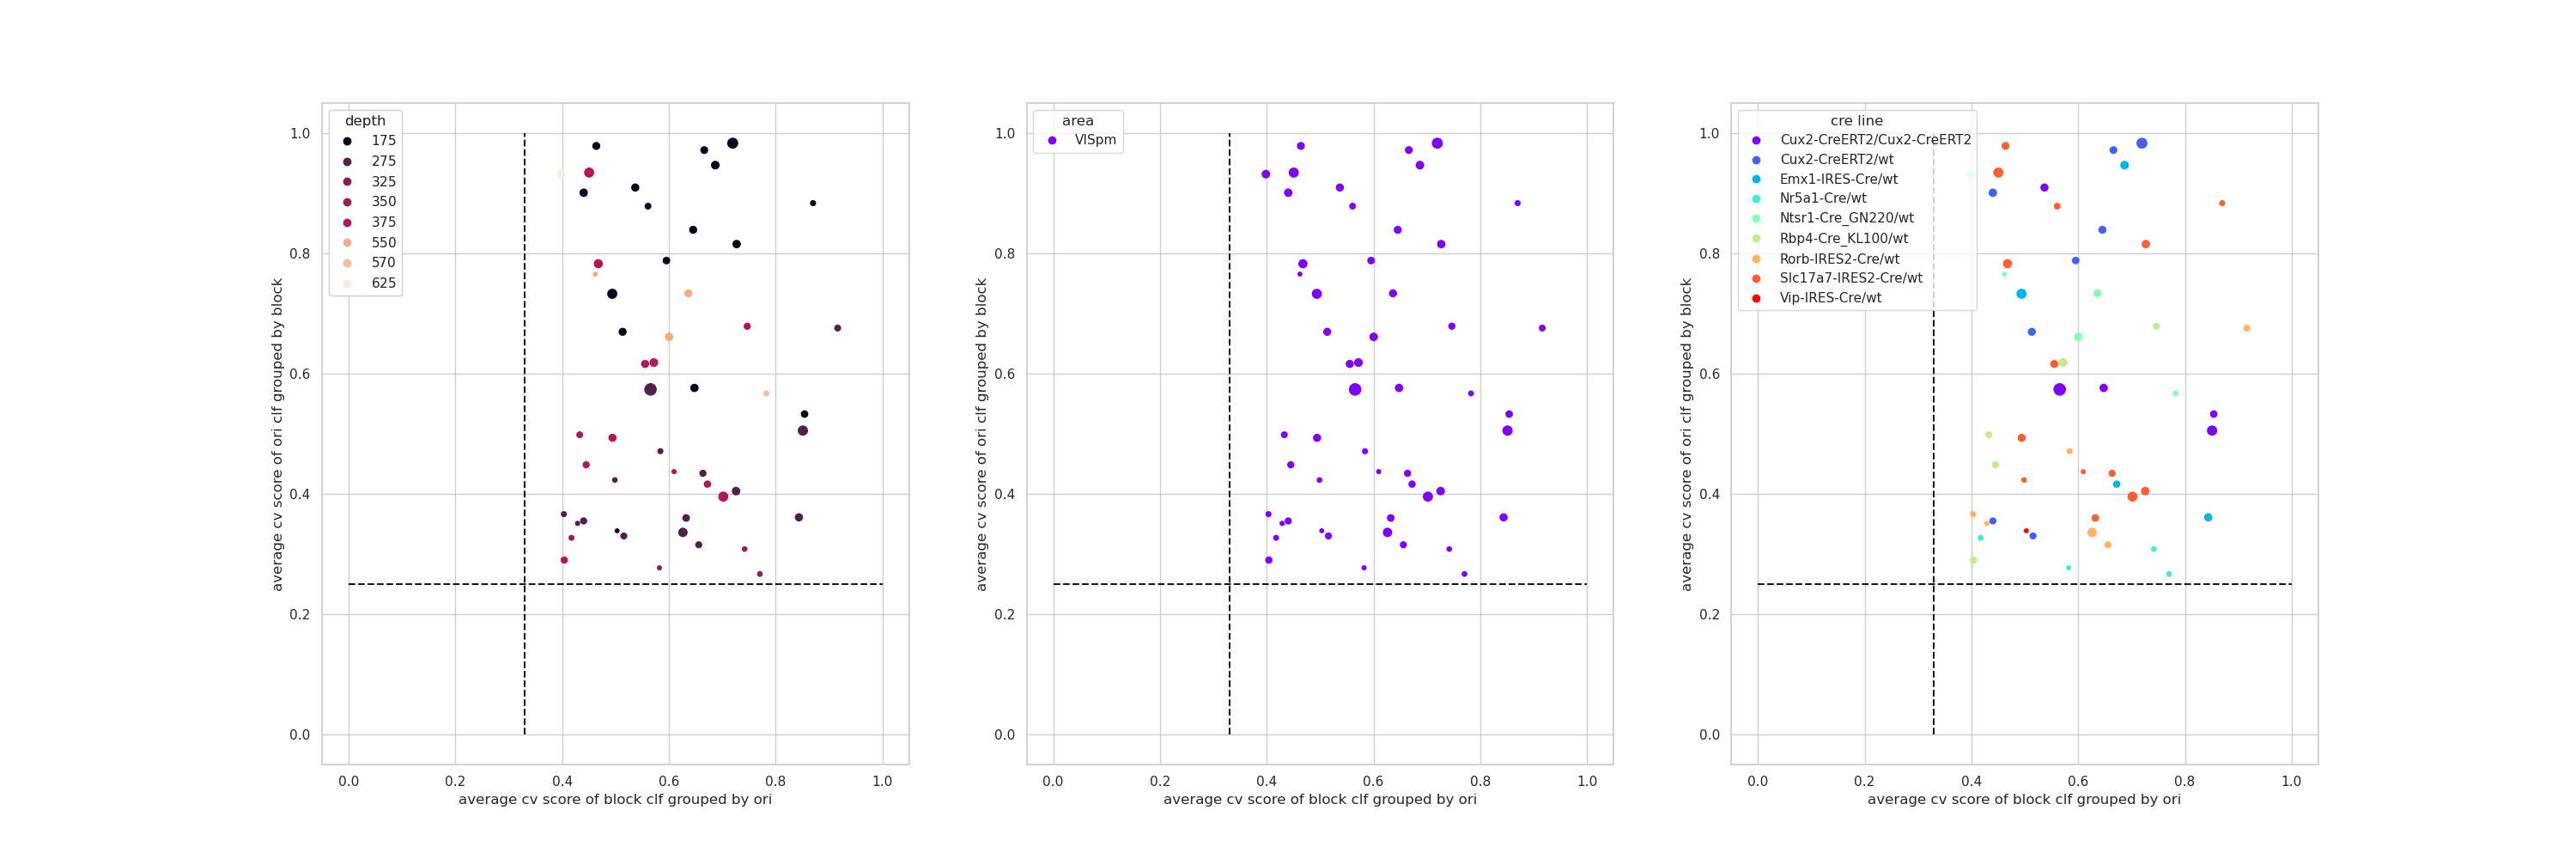 depth
175
275
325
350
375
550
570
625
1.0
0.8
0.6
0.4
0.2
0.0
average cv score of ori clf grouped by block
0.0 0.2 0.4 0.6 0.8 1.0
average cv score of block clf grouped by ori
area
VISpm
1.0
0.8
0.6
0.4
0.2
0.0
average cv score of ori clf grouped by block
0.0 0.2 0.4 0.6 0.8 1.0
average cv score of block clf grouped by ori
cre line
Cux2-CreERT2/Cux2-CreERT2
Cux2-CreERT2/wt
Emx1-IRES-Cre/wt
Nr5a1-Cre/wt
Ntsr1-Cre_GN220/wt
Rbp4-Cre_KL100/wt
Rorb-IRES2-Cre/wt
Slc17a7-IRES2-Cre/wt
Vip-IRES-Cre/wt
1.0
0.8
0.6
0.4
0.2
0.0
average cv score of ori clf grouped by block
0.0 0.2 0.4 0.6 0.8 1.0
average cv score of block clf grouped by ori